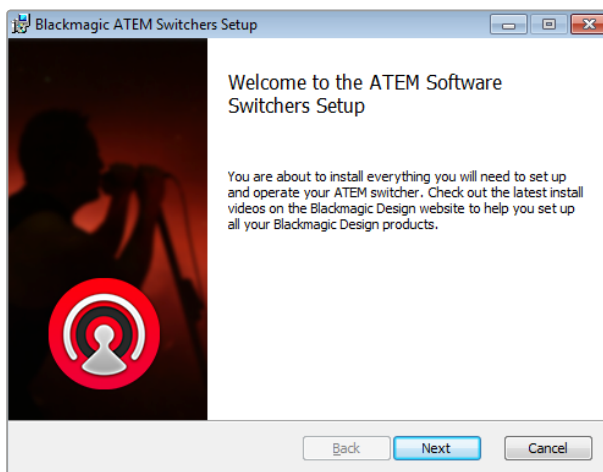 Blackmagic ATEM Switchers Setup
Welcome to the ATEM Software
Switchers Setup
You are about to install everything you will need to set up
and operate your ATEM switcher. Check out the latest install
videos on the Blackmagic Design website to help you set up
all your Blackmagic Design products.
Back Next Cancel